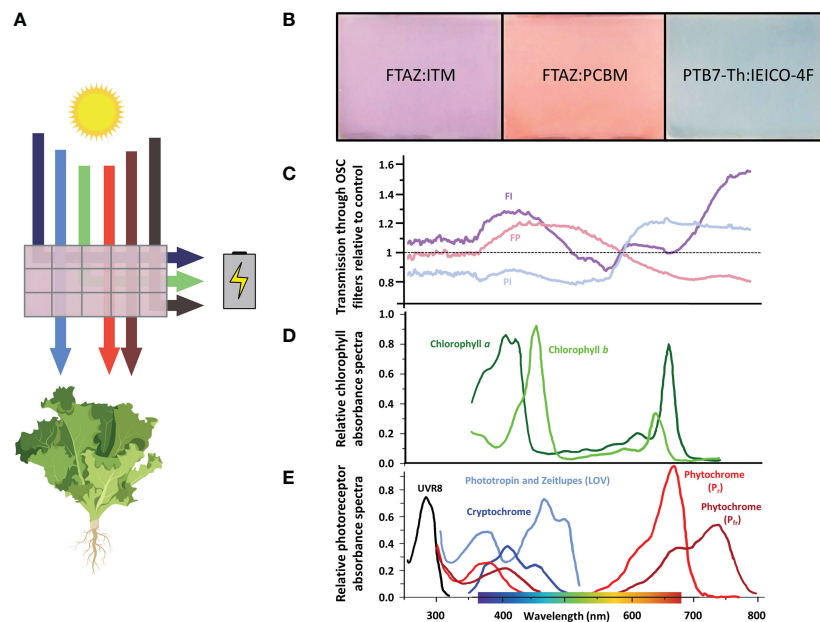 A
B
FTAZ:ITM
FTAZ:PCBM
PTB7-Th:IEICO-4F
C
Transmission through OSC
filters relative to control
1.6
1.4
1.2
1
0.8
FI
FP
PI
D
Relative chlorophyll
absorbance spectra
1.0
0.8
0.6
0.4
0.2
0.0
Chlorophyll a
Chlorophyll b
E
Relative photoreceptor
absorbance spectra
0.8
0.6
0.4
0.2
0.0
UVR8
Phototropin and Zeitlupes (LOV)
Cryptochrome
Phytochrome
(Pr)
Phytochrome
(Pfr)
300
400
500
600
700
800
Wavelength (nm)